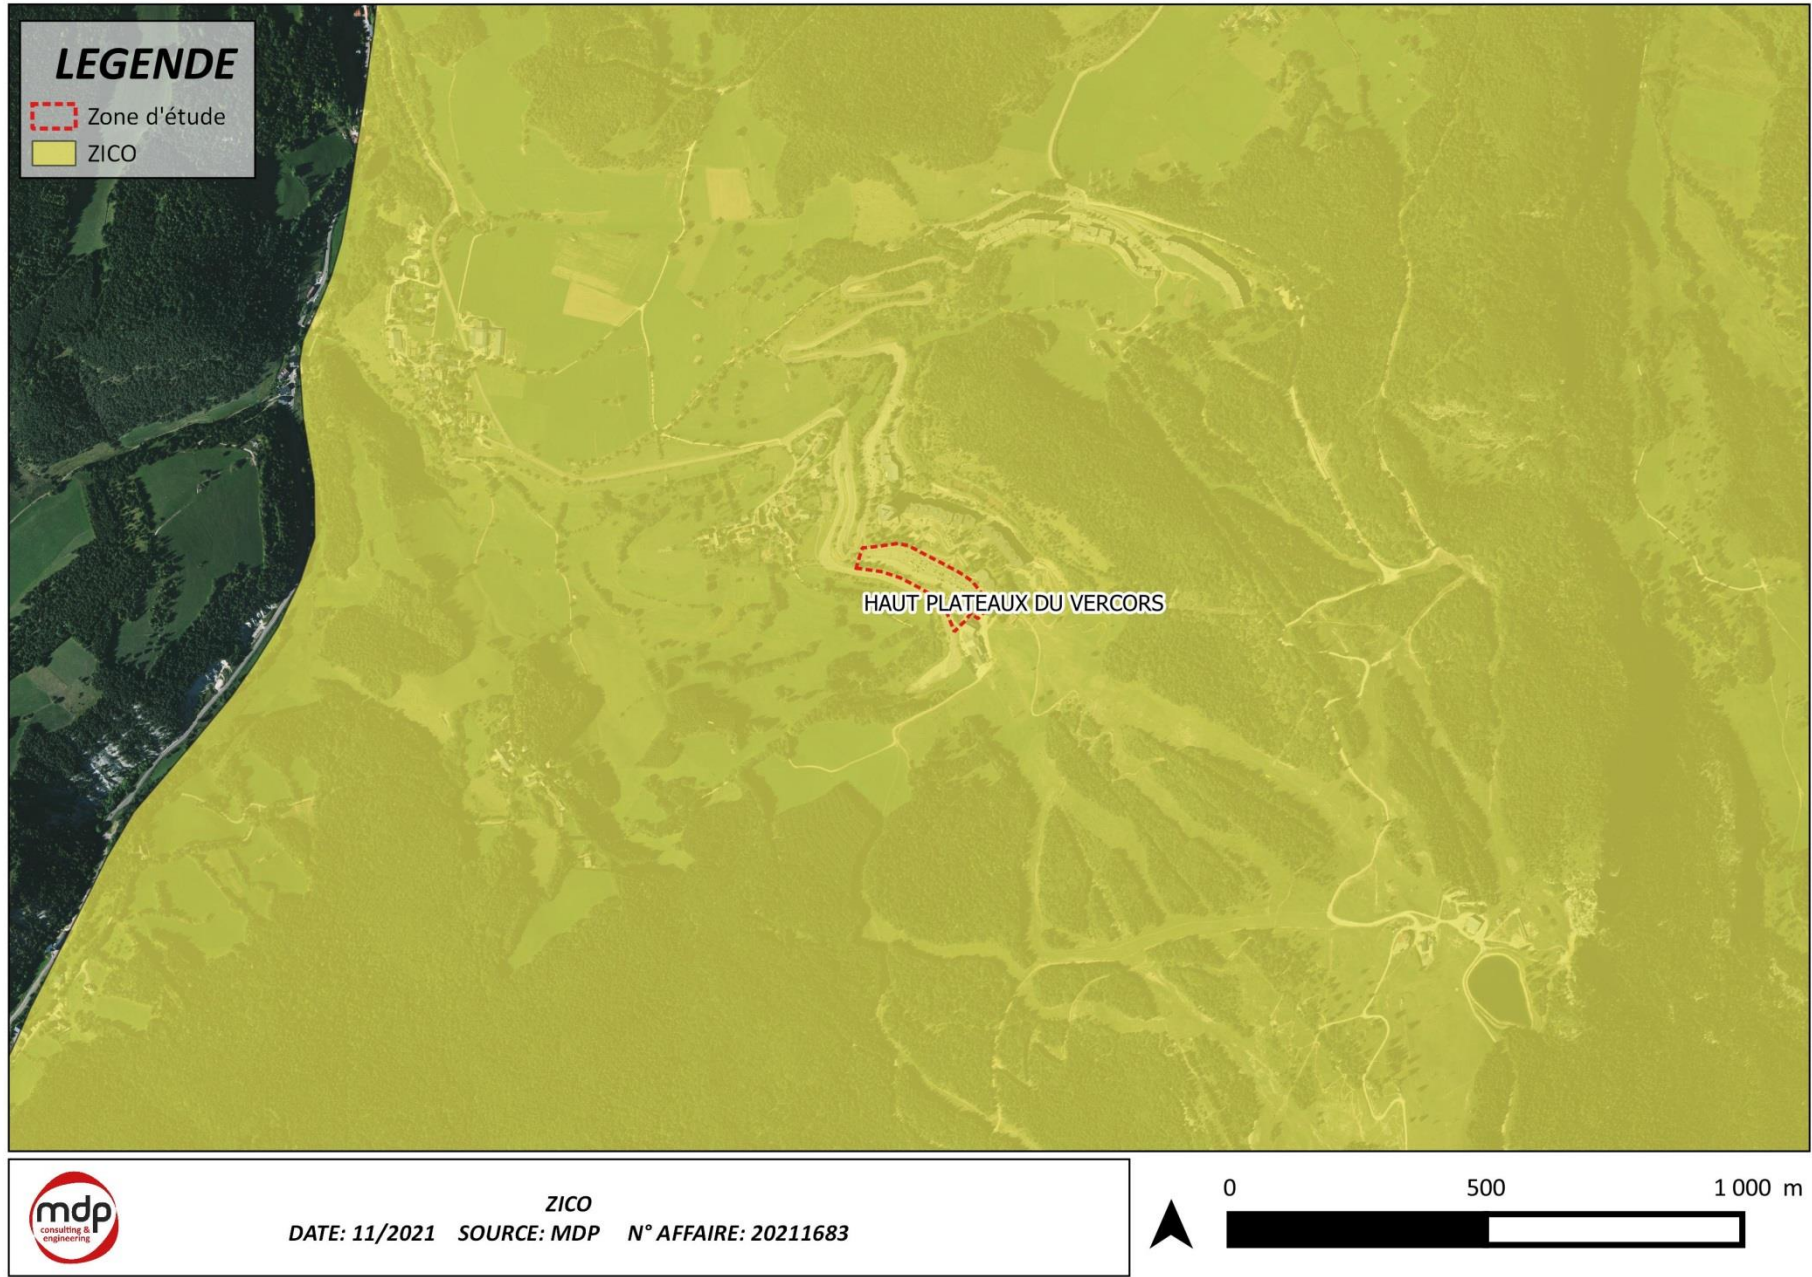 LEGENDE
Zone d'étude
ZICO
HAUT PLATEAUX DU VERCORS
mdp
consulting &
engineering
ZICO
DATE: 11/2021 SOURCE: MDP N° AFFAIRE: 20211683
0 500 1 000 m